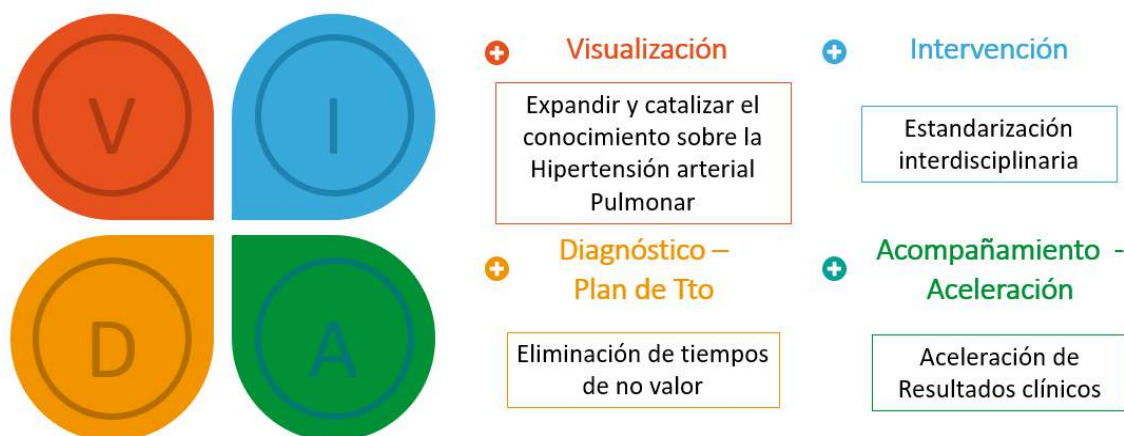 V
I
D
A
Visualización
Expandir y catalizar el
conocimiento sobre la
Hipertensión arterial
Pulmonar
Intervención
Estandarización
interdisciplinaria
Diagnóstico –
Plan de Tto
Eliminación de tiempos
de no valor
Acompañamiento -
Aceleración
Aceleración de
Resultados clínicos